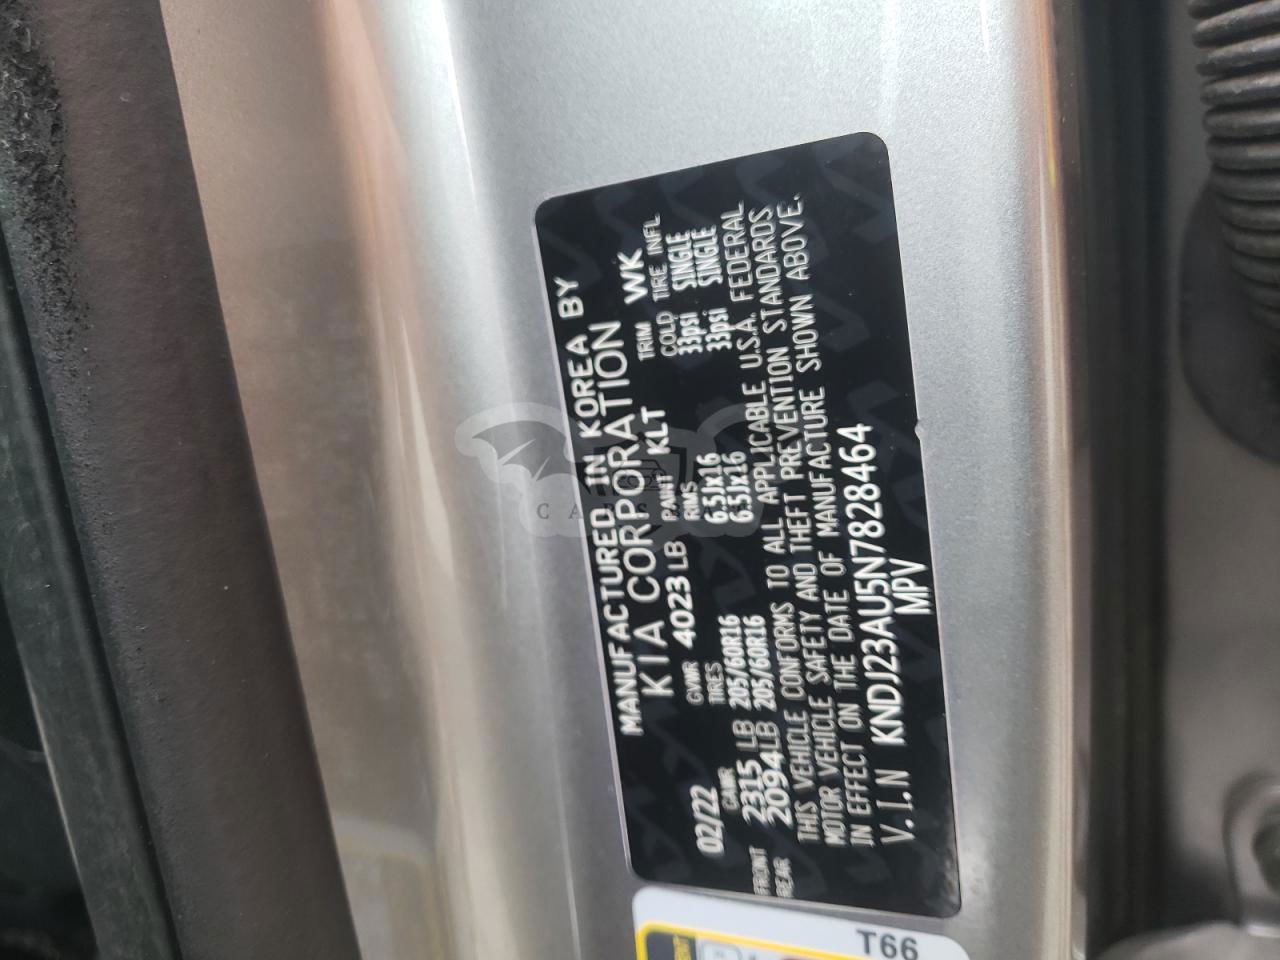 MANUFACTURED IN KOREA BY
KIA CORPORATION
02/22 GVWR 4023 LB PAINT KLT TRIM WK
GAWR TIRES RIMS COLD TIRE INFL
FRONT 2315 LB 205/60R16 6.5Jx16 33psi SINGLE
REAR 2094LB 205/60R16 6.5Jx16 33psi SINGLE
THIS VEHICLE CONFORMS TO ALL APPLICABLE U.S.A. FEDERAL
MOTOR VEHICLE SAFETY AND THEFT PREVENTION STANDARDS
IN EFFECT ON THE DATE OF MANUFACTURE SHOWN ABOVE.
V.I.N KNDJ23AU5N7828464
MPV
T66